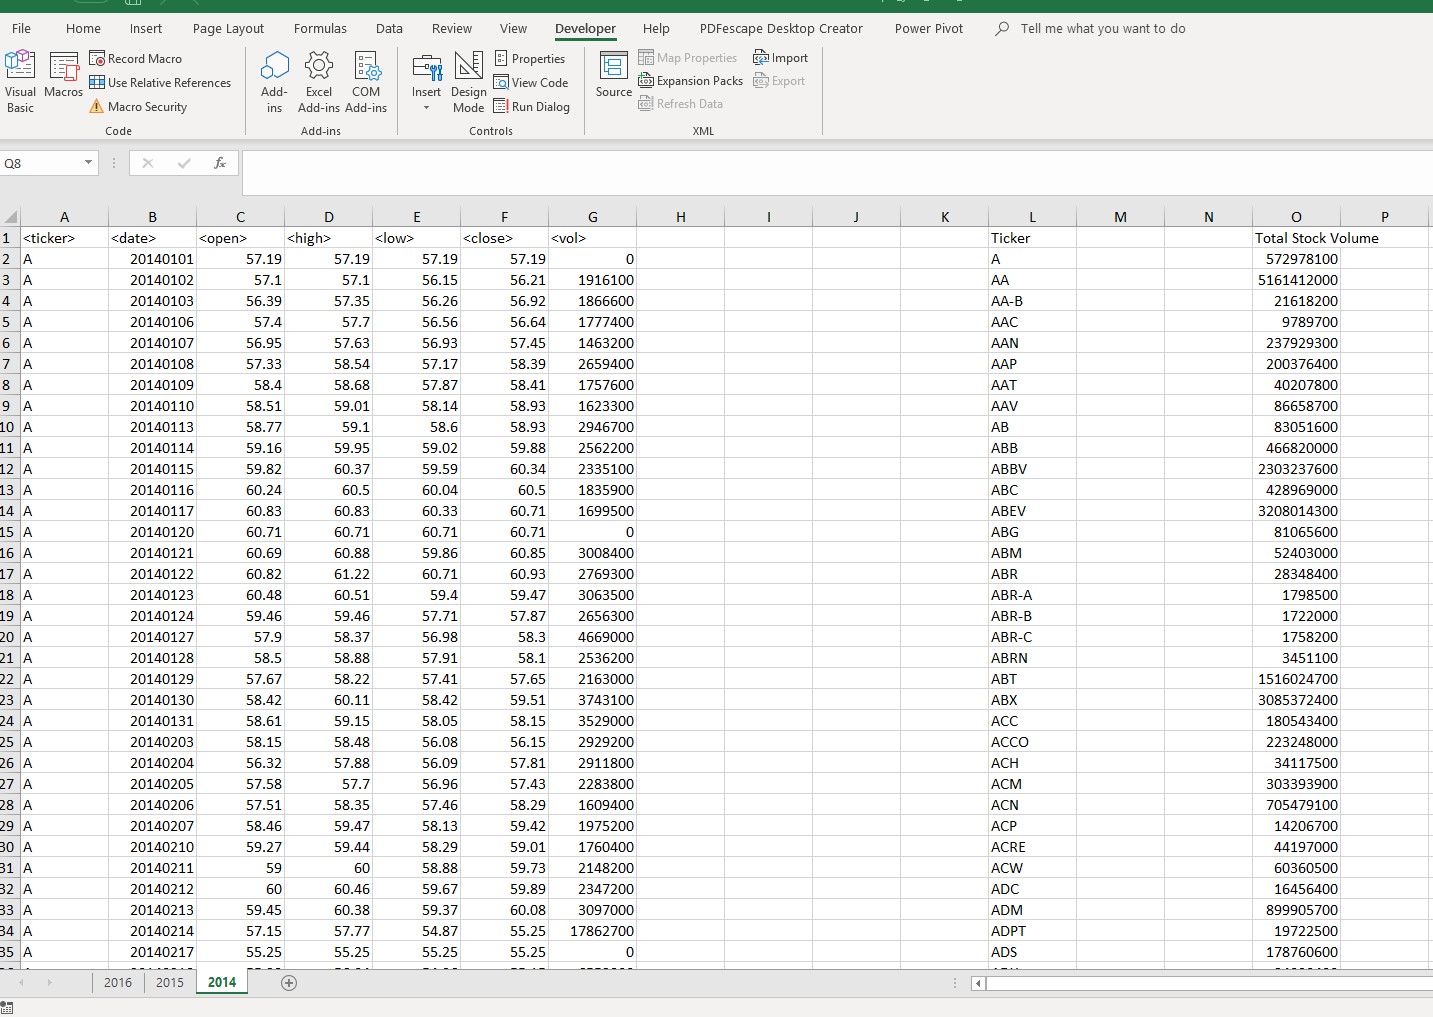 File Home Insert Page Layout Formulas Data Review View Developer Help PDFescape Desktop Creator Power Pivot Tell me what you want to do
Visual Basic Macros Record Macro Use Relative References Macro Security Code
Add-ins Excel Add-ins COM Add-ins Add-ins
Insert Design Mode Properties View Code Run Dialog Controls
Source Map Properties Expansion Packs Refresh Data Import Export XML
Q8 fx
A B C D E F G H I J K L M N O P
1 <ticker> <date> <open> <high> <low> <close> <vol> Ticker Total Stock Volume
2 A 20140101 57.19 57.19 57.19 57.19 0 A 572978100
3 A 20140102 57.1 57.1 56.15 56.21 1916100 AA 5161412000
4 A 20140103 56.39 57.35 56.26 56.92 1866600 AA-B 21618200
5 A 20140106 57.4 57.7 56.56 56.64 1777400 AAC 9789700
6 A 20140107 56.95 57.63 56.93 57.45 1463200 AAN 237929300
7 A 20140108 57.33 58.54 57.17 58.39 2659400 AAP 200376400
8 A 20140109 58.4 58.68 57.87 58.41 1757600 AAT 40207800
9 A 20140110 58.51 59.01 58.14 58.93 1623300 AAV 86658700
10 A 20140113 58.77 59.1 58.6 58.93 2946700 AB 83051600
11 A 20140114 59.16 59.95 59.02 59.88 2562200 ABB 466820000
12 A 20140115 59.82 60.37 59.59 60.34 2335100 ABBV 2303237600
13 A 20140116 60.24 60.5 60.04 60.5 1835900 ABC 428969000
14 A 20140117 60.83 60.83 60.33 60.71 1699500 ABEV 3208014300
15 A 20140120 60.71 60.71 60.71 60.71 0 ABG 81065600
16 A 20140121 60.69 60.88 59.86 60.85 3008400 ABM 52403000
17 A 20140122 60.82 61.22 60.71 60.93 2769300 ABR 28348400
18 A 20140123 60.48 60.51 59.4 59.47 3063500 ABR-A 1798500
19 A 20140124 59.46 59.46 57.71 57.87 2656300 ABR-B 1722000
20 A 20140127 57.9 58.37 56.98 58.3 4669000 ABR-C 1758200
21 A 20140128 58.5 58.88 57.91 58.1 2536200 ABRN 3451100
22 A 20140129 57.67 58.22 57.41 57.65 2163000 ABT 1516024700
23 A 20140130 58.42 60.11 58.42 59.51 3743100 ABX 3085372400
24 A 20140131 58.61 59.15 58.05 58.15 3529000 ACC 180543400
25 A 20140203 58.15 58.48 56.08 56.15 2929200 ACCO 223248000
26 A 20140204 56.32 57.88 56.09 57.81 2911800 ACH 34117500
27 A 20140205 57.58 57.7 56.96 57.43 2283800 ACM 303393900
28 A 20140206 57.51 58.35 57.46 58.29 1609400 ACN 705479100
29 A 20140207 58.46 59.47 58.13 59.42 1975200 ACP 14206700
30 A 20140210 59.27 59.44 58.29 59.01 1760400 ACRE 44197000
31 A 20140211 59 60 58.88 59.73 2148200 ACW 60360500
32 A 20140212 60 60.46 59.67 59.89 2347200 ADC 16456400
33 A 20140213 59.45 60.38 59.37 60.08 3097000 ADM 899905700
34 A 20140214 57.15 57.77 54.87 55.25 17862700 ADPT 19722500
35 A 20140217 55.25 55.25 55.25 55.25 0 ADS 178760600
2016 2015 2014